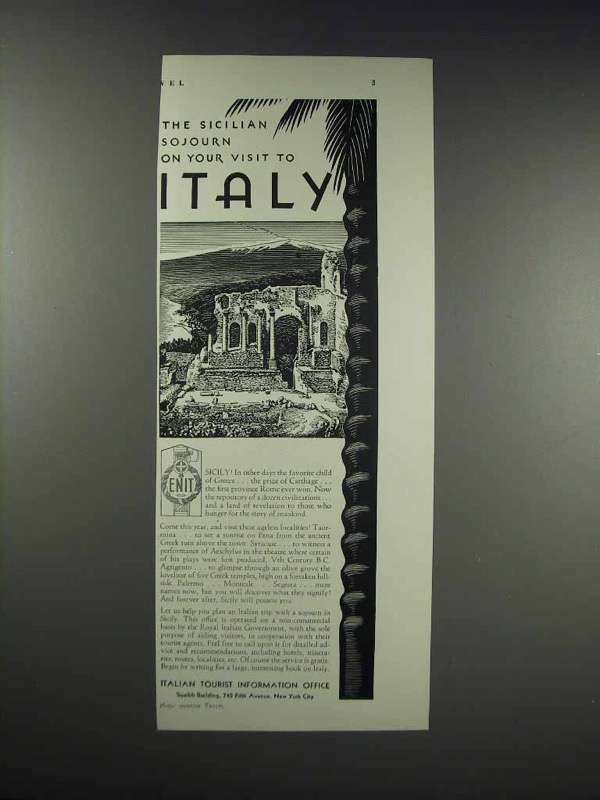 VEL 3
THE SICILIAN
SOJOURN
ON YOUR VISIT TO
ITALY
ENIT
SICILY! In other days the favorite child
of Greece . . . the prize of Carthage . . .
the first province Rome ever won. Now
the repository of a dozen civilizations . . .
and a land of revelation to those who
hunger for the story of mankind.
Come this year, and visit these ageless localities! Taor-
mina . . . to see a sunrise on Etna from the ancient
Greek ruin above the town. Syracuse . . . to witness a
performance of Aeschylus in the theatre where certain
of his plays were first produced, Vth Century B.C.
Agrigento . . . to glimpse through an olive grove the
loveliest of five Greek temples, high on a forsaken hill-
side. Palermo . . . Monreale . . . Segesta . . . mere
names now, but you will discover what they signify!
And forever after, Sicily will possess you.
Let us help you plan an Italian trip with a sojourn in
Sicily. This office is operated on a non-commercial
basis by the Royal Italian Government, with the sole
purpose of aiding visitors, in cooperation with their
tourist agents. Feel free to call upon it for detailed ad-
vice and recommendations, including hotels, itinera-
ries, routes, localities, etc. Of course the service is gratis.
Begin by writing for a large, interesting book on Italy.
ITALIAN TOURIST INFORMATION OFFICE
Squibb Building, 745 Fifth Avenue, New York City
mention TRAVEL